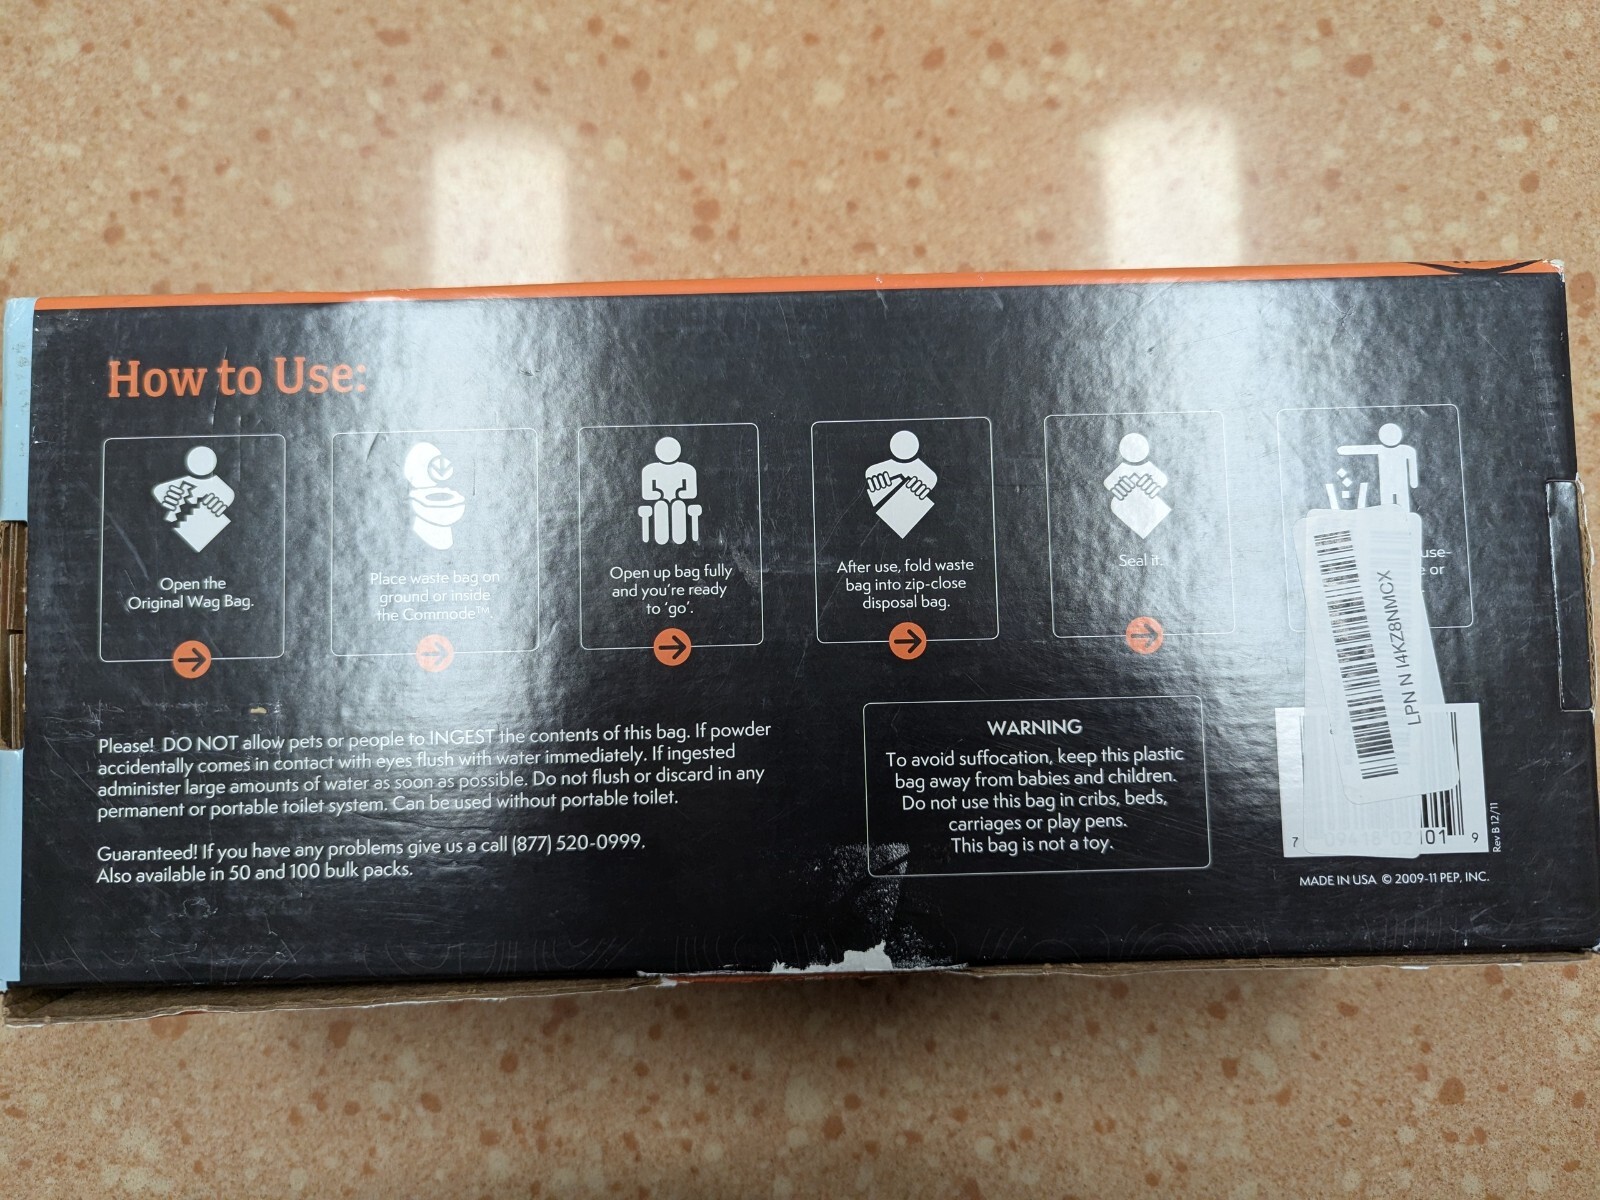 How to Use:
Open the
Original Wag Bag.
Place waste bag on
ground or inside
the Commode™.
Open up bag fully
and you're ready
to 'go'.
After use, fold waste
bag into zip-close
disposal bag.
Seal it.
use-
or
LPN N I4KZ8NMCX
Please! DO NOT allow pets or people to INGEST the contents of this bag. If powder
accidentally comes in contact with eyes flush with water immediately. If ingested
administer large amounts of water as soon as possible. Do not flush or discard in any
permanent or portable toilet system. Can be used without portable toilet.
Guaranteed! If you have any problems give us a call (877) 520-0999.
Also available in 50 and 100 bulk packs.
WARNING
To avoid suffocation, keep this plastic
bag away from babies and children.
Do not use this bag in cribs, beds,
carriages or play pens.
This bag is not a toy.
7 101 9
Rev B 12/11
MADE IN USA © 2009-11 PEP, INC.